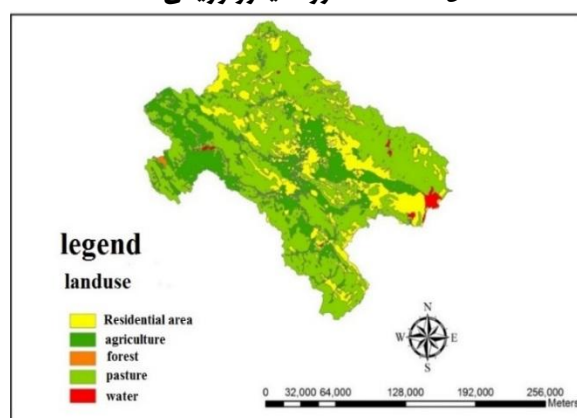 legend
landuse
Residential area
agriculture
forest
pasture
water
N
W E
S
0 32,000 64,000 128,000 192,000 256,000
Meters